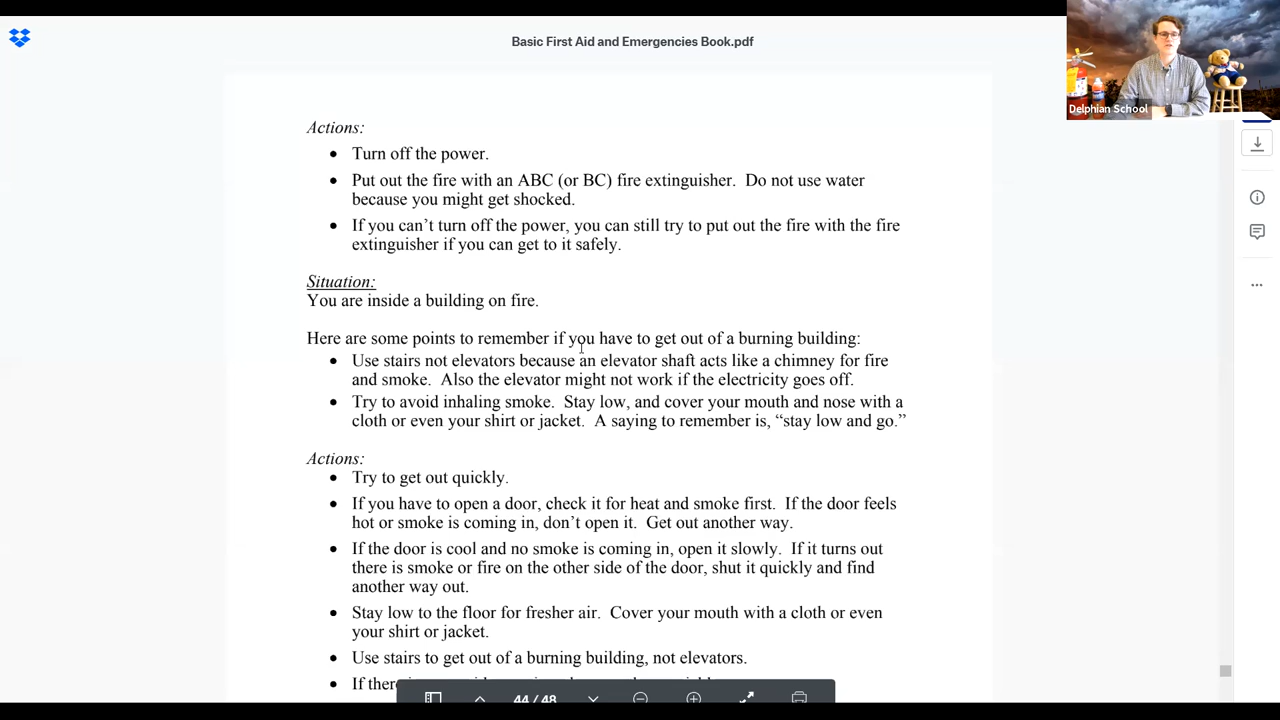 Basic First Aid and Emergencies Book.pdf
Delphian School
Actions:
• Turn off the power.
• Put out the fire with an ABC (or BC) fire extinguisher. Do not use water
because you might get shocked.
• If you can’t turn off the power, you can still try to put out the fire with the fire
extinguisher if you can get to it safely.
Situation:
You are inside a building on fire.
Here are some points to remember if you have to get out of a burning building:
• Use stairs not elevators because an elevator shaft acts like a chimney for fire
and smoke. Also the elevator might not work if the electricity goes off.
• Try to avoid inhaling smoke. Stay low, and cover your mouth and nose with a
cloth or even your shirt or jacket. A saying to remember is, “stay low and go.”
Actions:
• Try to get out quickly.
• If you have to open a door, check it for heat and smoke first. If the door feels
hot or smoke is coming in, don’t open it. Get out another way.
• If the door is cool and no smoke is coming in, open it slowly. If it turns out
there is smoke or fire on the other side of the door, shut it quickly and find
another way out.
• Stay low to the floor for fresher air. Cover your mouth with a cloth or even
your shirt or jacket.
• Use stairs to get out of a burning building, not elevators.
• If there
44 / 48